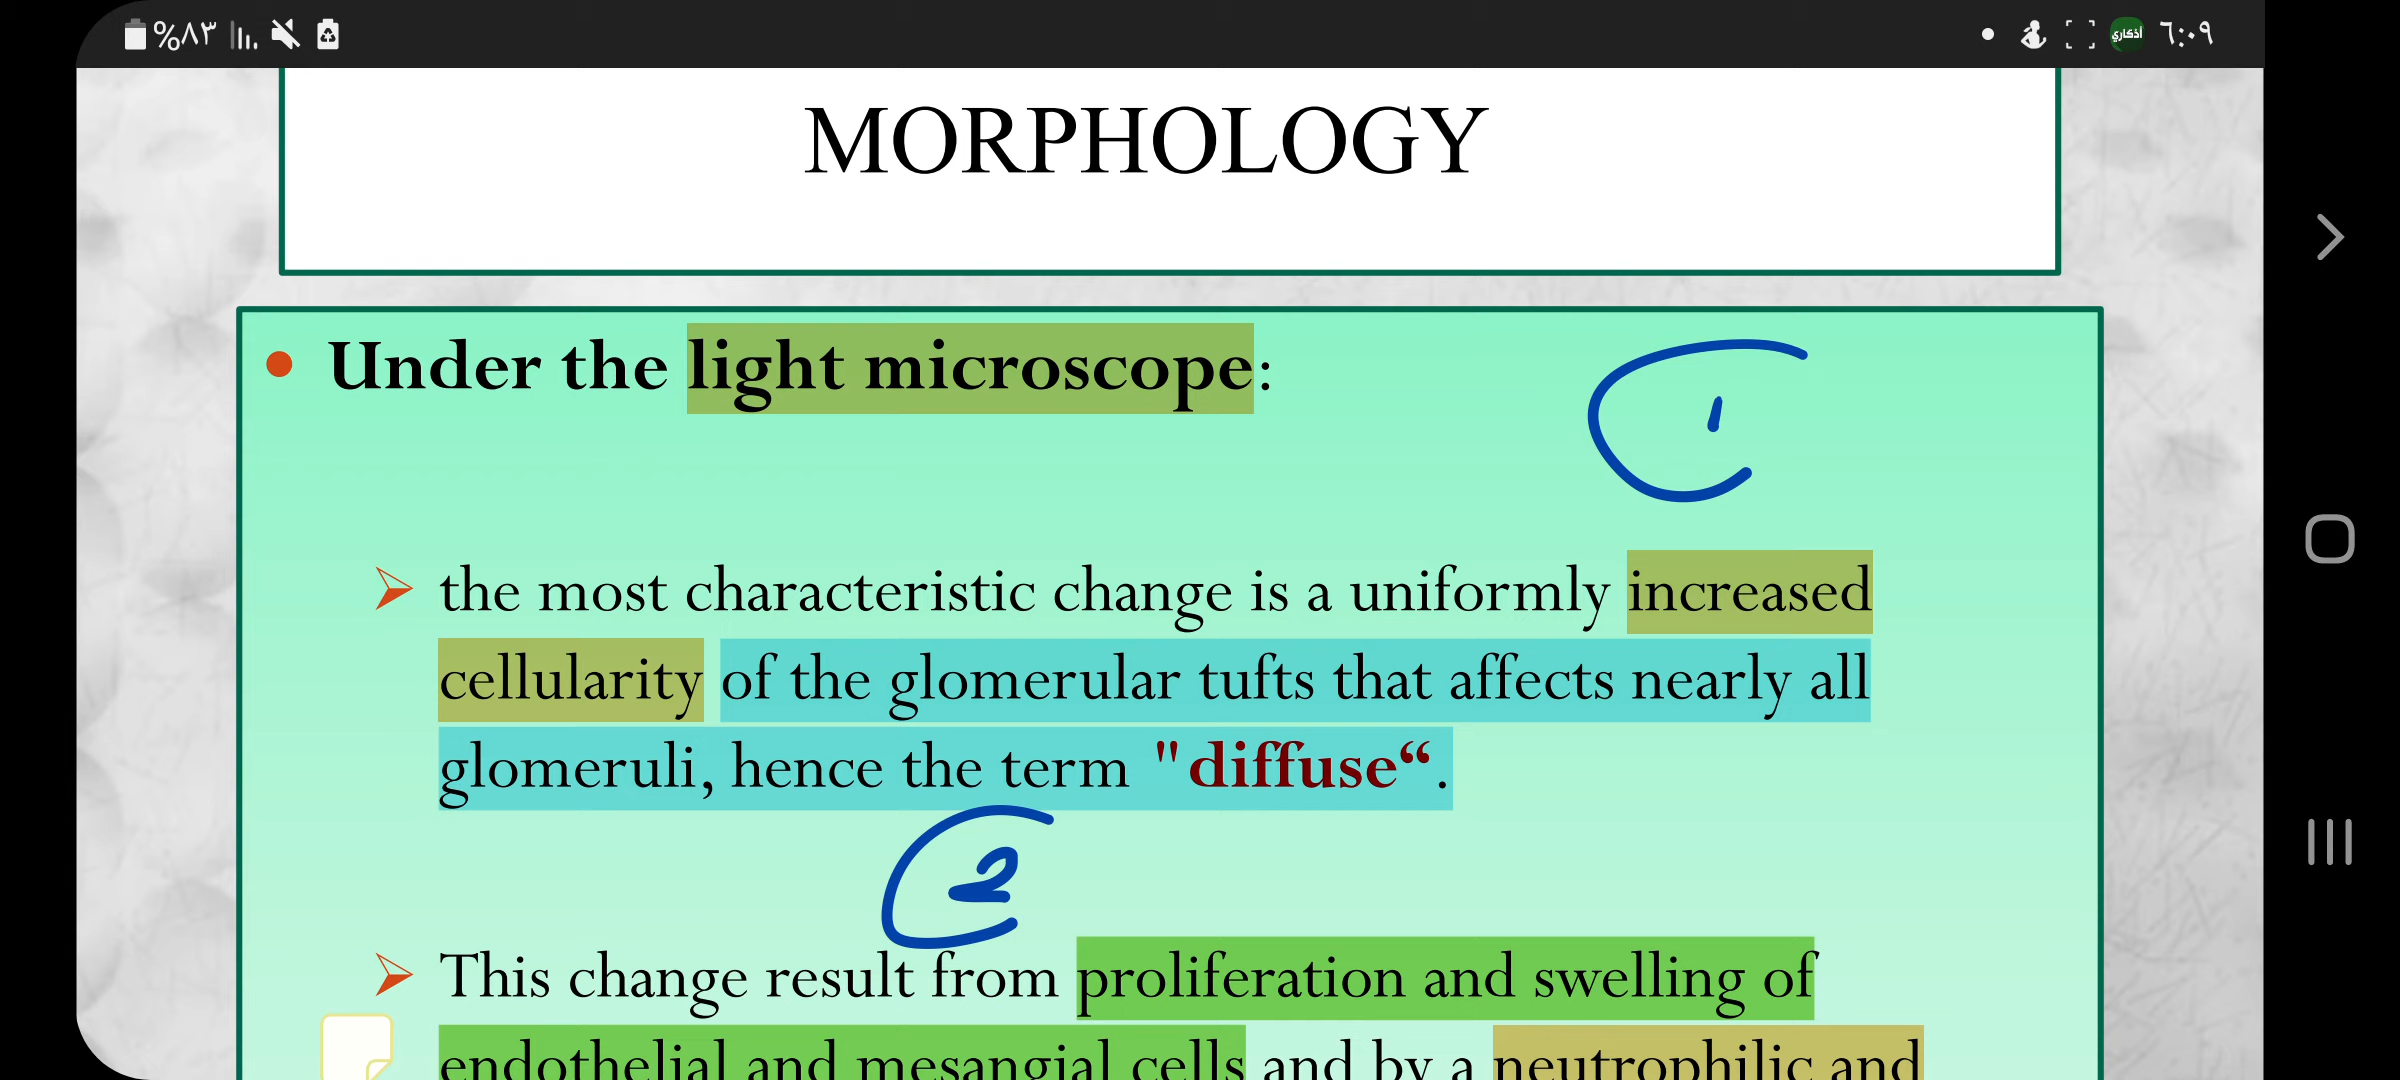 %٨٣
أذكاري
٦:٠٩
MORPHOLOGY
• Under the light microscope:
1
➢ the most characteristic change is a uniformly increased
cellularity of the glomerular tufts that affects nearly all
glomeruli, hence the term "diffuse“.
2
➢ This change result from proliferation and swelling of
endothelial and mesangial cells and by a neutrophilic and